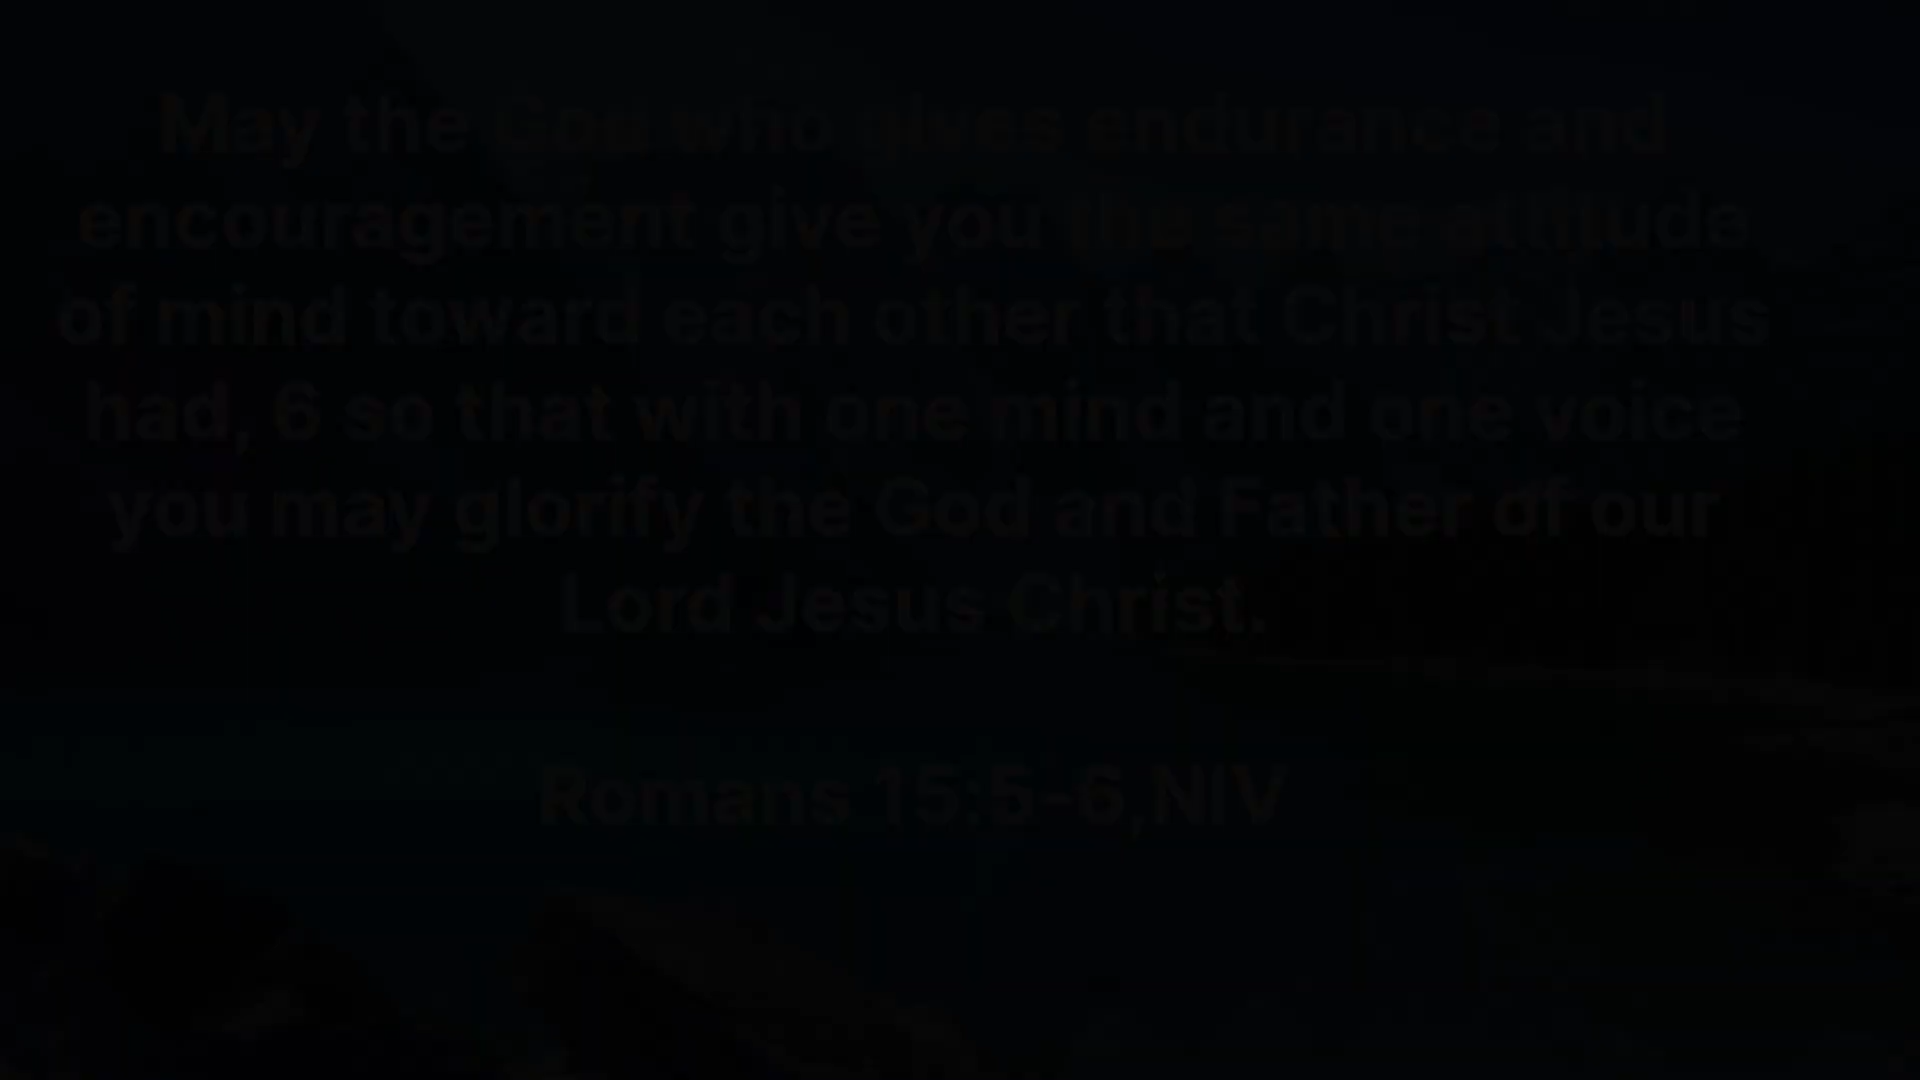 May the God who gives endurance and
encouragement give you the same attitude
of mind toward each other that Christ Jesus
had, 6 so that with one mind and one voice
you may glorify the God and Father of our
Lord Jesus Christ.
Romans 15:5-6,NIV